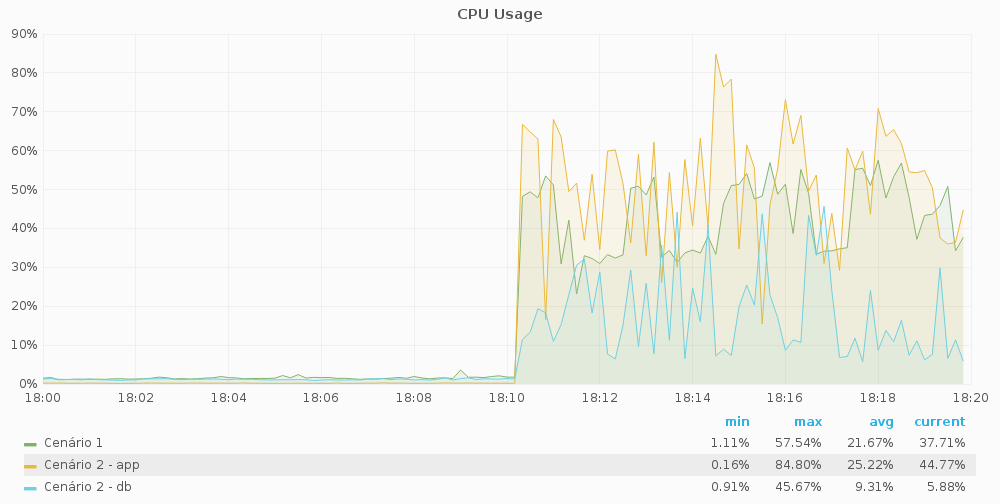 CPU Usage
90%
80%
70%
60%
50%
40%
30%
20%
10%
0%
18:00 18:02 18:04 18:06 18:08 18:10 18:12 18:14 18:16 18:18 18:20
min max avg current
Cenário 1 1.11% 57.54% 21.67% 37.71%
Cenário 2 - app 0.16% 84.80% 25.22% 44.77%
Cenário 2 - db 0.91% 45.67% 9.31% 5.88%